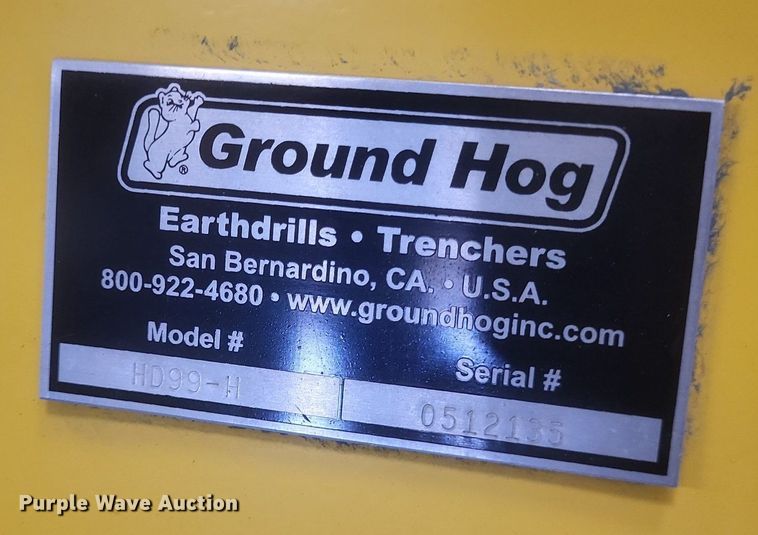 Ground Hog
®
Earthdrills • Trenchers
San Bernardino, CA. • U.S.A.
800-922-4680 • www.groundhoginc.com
Model #
Serial #
HD99-H
0512135
Purple Wave Auction